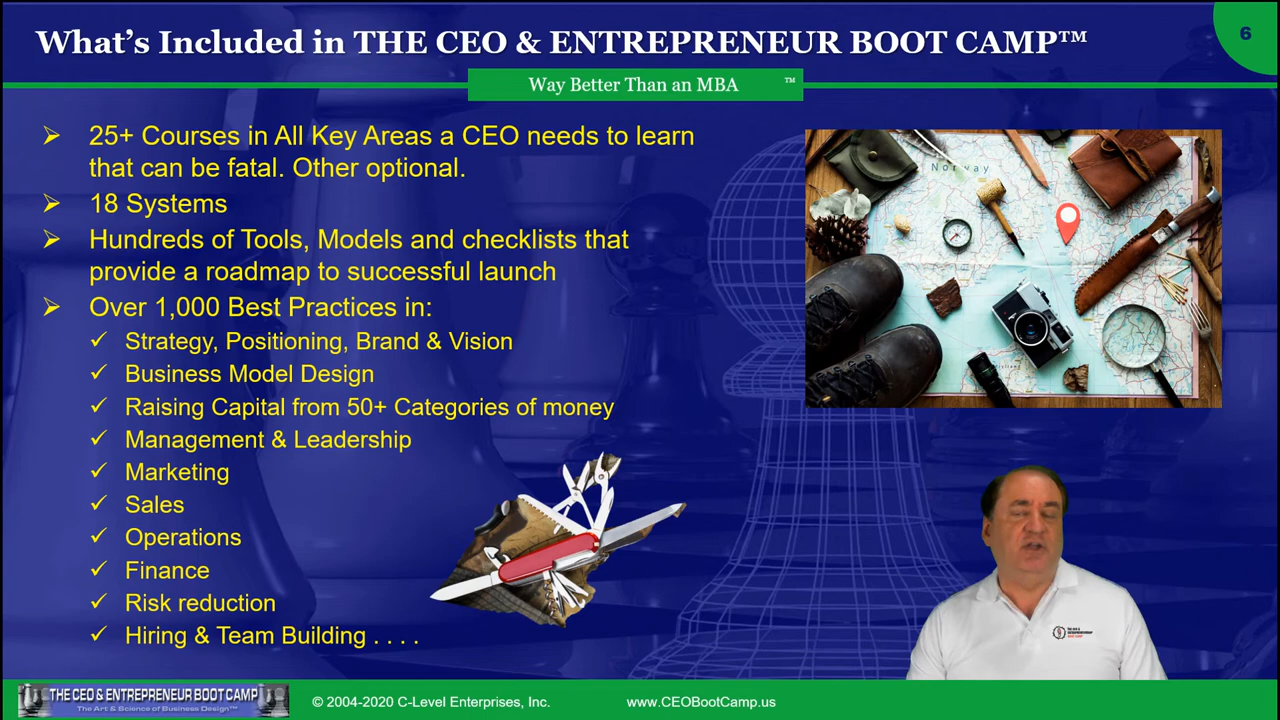 What's Included in THE CEO & ENTREPRENEUR BOOT CAMP™
6
Way Better Than an MBA ™
➢ 25+ Courses in All Key Areas a CEO needs to learn
that can be fatal. Other optional.
➢ 18 Systems
➢ Hundreds of Tools, Models and checklists that
provide a roadmap to successful launch
➢ Over 1,000 Best Practices in:
✓ Strategy, Positioning, Brand & Vision
✓ Business Model Design
✓ Raising Capital from 50+ Categories of money
✓ Management & Leadership
✓ Marketing
✓ Sales
✓ Operations
✓ Finance
✓ Risk reduction
✓ Hiring & Team Building . . . .
Norway
THE CEO & ENTREPRENEUR BOOT CAMP
The Art & Science of Business Design™
© 2004-2020 C-Level Enterprises, Inc.
www.CEOBootCamp.us